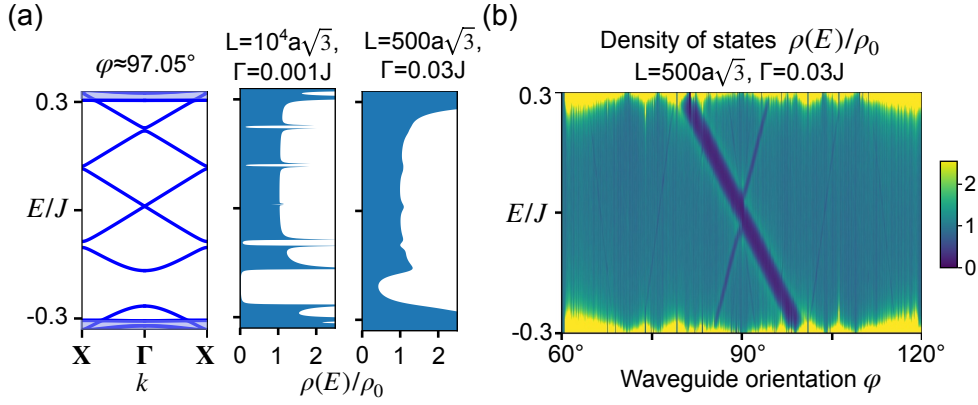 (a)
φ≈97.05°
L=10⁴a√3,
Γ=0.001J
L=500a√3,
Γ=0.03J
0.3
E/J
-0.3
X Γ X
k
0 1 2
0 1 2
ρ(E)/ρ₀
(b)
Density of states ρ(E)/ρ₀
L=500a√3, Γ=0.03J
0.3
E/J
-0.3
60° 90° 120°
Waveguide orientation φ
2
1
0